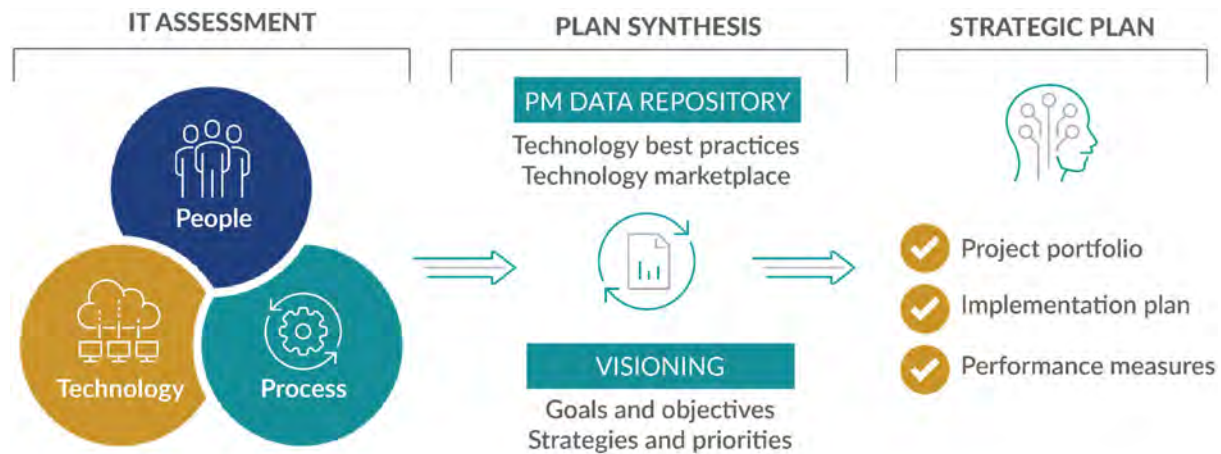 IT ASSESSMENT
People
Technology
Process
PLAN SYNTHESIS
PM DATA REPOSITORY
Technology best practices
Technology marketplace
VISIONING
Goals and objectives
Strategies and priorities
STRATEGIC PLAN
Project portfolio
Implementation plan
Performance measures